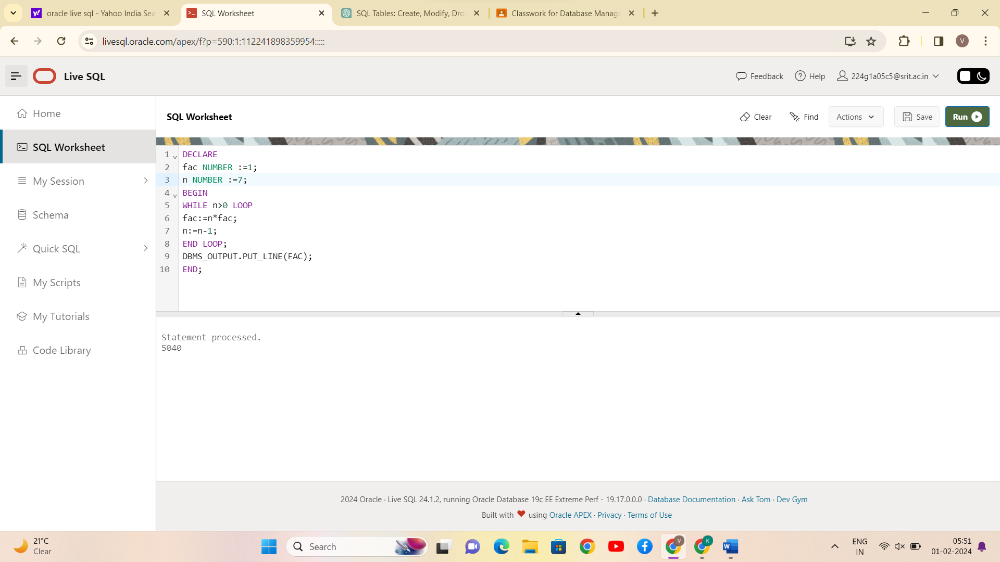 oracle live sql - Yahoo India Sea
SQL Worksheet
SQL Tables: Create, Modify, Dro
Classwork for Database Manage
livesql.oracle.com/apex/f?p=590:1:112241898359954:::::
V
Live SQL
Feedback
Help
224g1a05c5@srit.ac.in
Home
SQL Worksheet
My Session
Schema
Quick SQL
My Scripts
My Tutorials
Code Library
SQL Worksheet
Clear
Find
Actions
Save
Run
1 DECLARE
2 fac NUMBER :=1;
3 n NUMBER :=7;
4 BEGIN
5 WHILE n>0 LOOP
6 fac:=n*fac;
7 n:=n-1;
8 END LOOP;
9 DBMS_OUTPUT.PUT_LINE(FAC);
10 END;
Statement processed.
5040
2024 Oracle · Live SQL 24.1.2, running Oracle Database 19c EE Extreme Perf - 19.17.0.0.0 · Database Documentation · Ask Tom · Dev Gym
Built with ❤ using Oracle APEX · Privacy · Terms of Use
21°C
Clear
Search
V
K
W
ENG
IN
05:51
01-02-2024